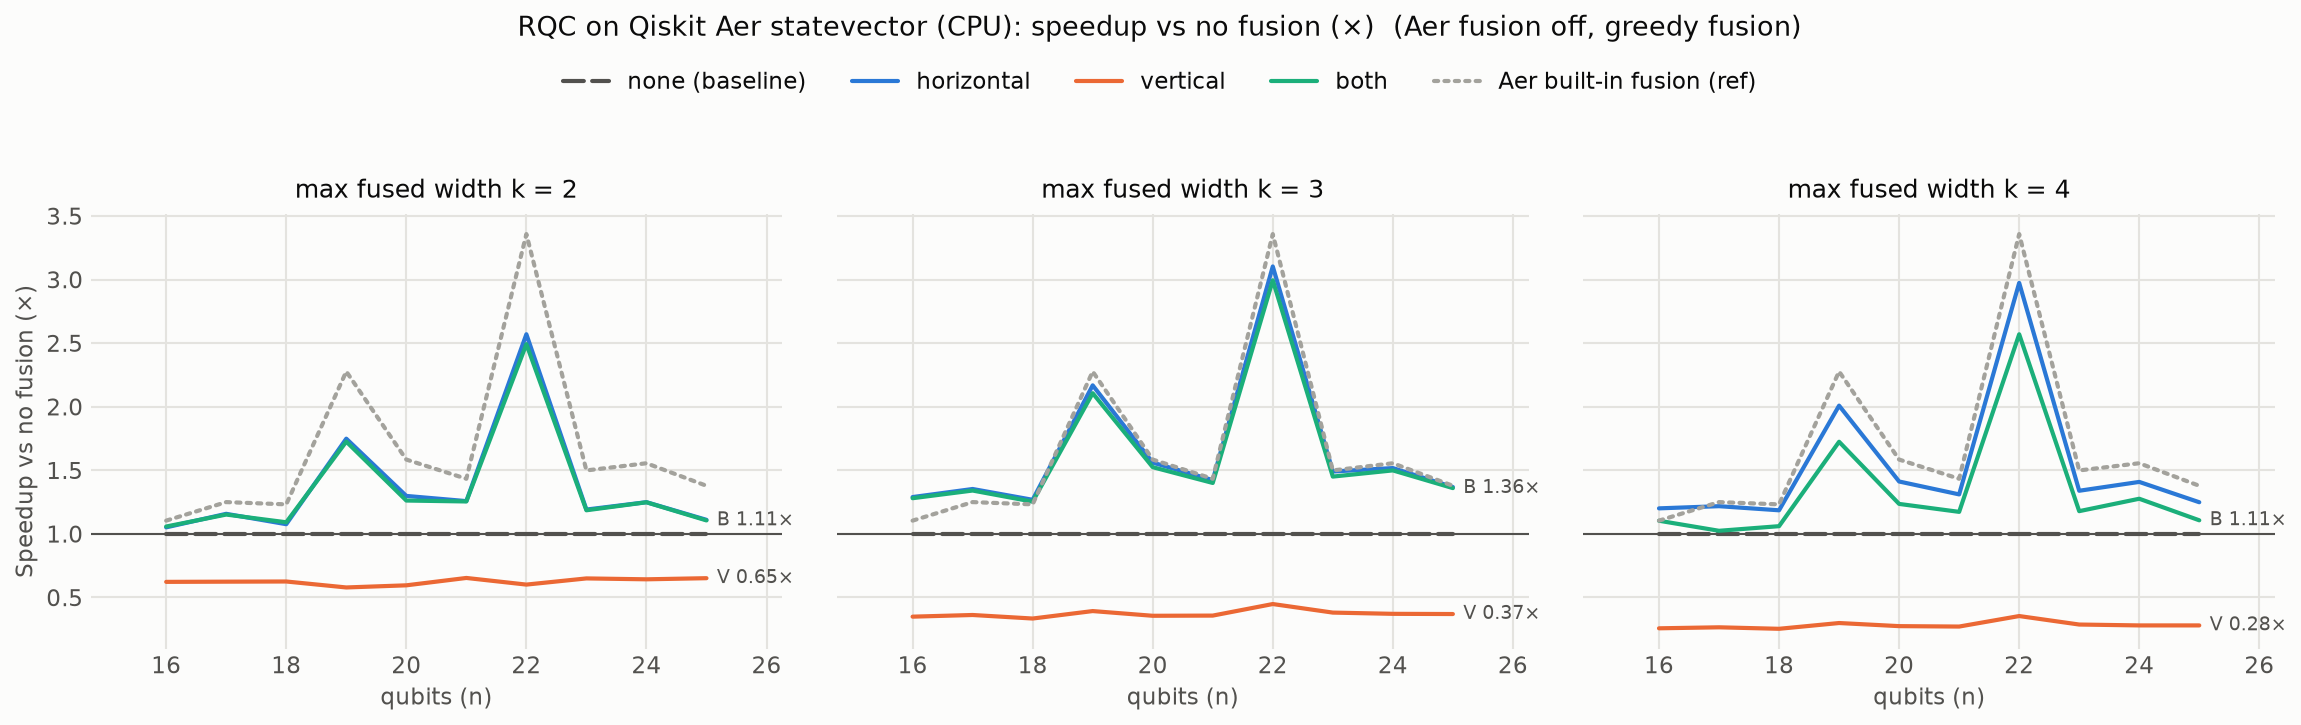 RQC on Qiskit Aer statevector (CPU): speedup vs no fusion (×)  (Aer fusion off, greedy fusion)
none (baseline) horizontal vertical both Aer built-in fusion (ref)
Speedup vs no fusion (×)
max fused width k = 2
3.5
3.0
2.5
2.0
1.5
1.0
0.5
B 1.11×
V 0.65×
16 18 20 22 24 26
qubits (n)
max fused width k = 3
B 1.36×
V 0.37×
16 18 20 22 24 26
qubits (n)
max fused width k = 4
B 1.11×
V 0.28×
16 18 20 22 24 26
qubits (n)